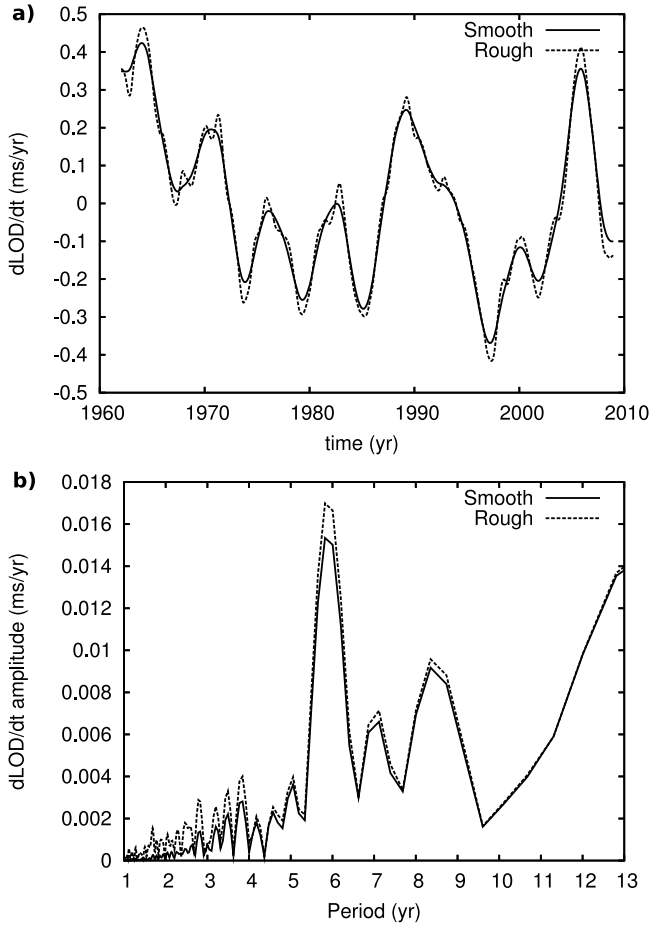 a)
0.5
0.4
0.3
0.2
0.1
0
-0.1
-0.2
-0.3
-0.4
-0.5
dLOD/dt (ms/yr)
Smooth
Rough
1960 1970 1980 1990 2000 2010
time (yr)
b)
0.018
0.016
0.014
0.012
0.01
0.008
0.006
0.004
0.002
0
dLOD/dt amplitude (ms/yr)
Smooth
Rough
1 2 3 4 5 6 7 8 9 10 11 12 13
Period (yr)